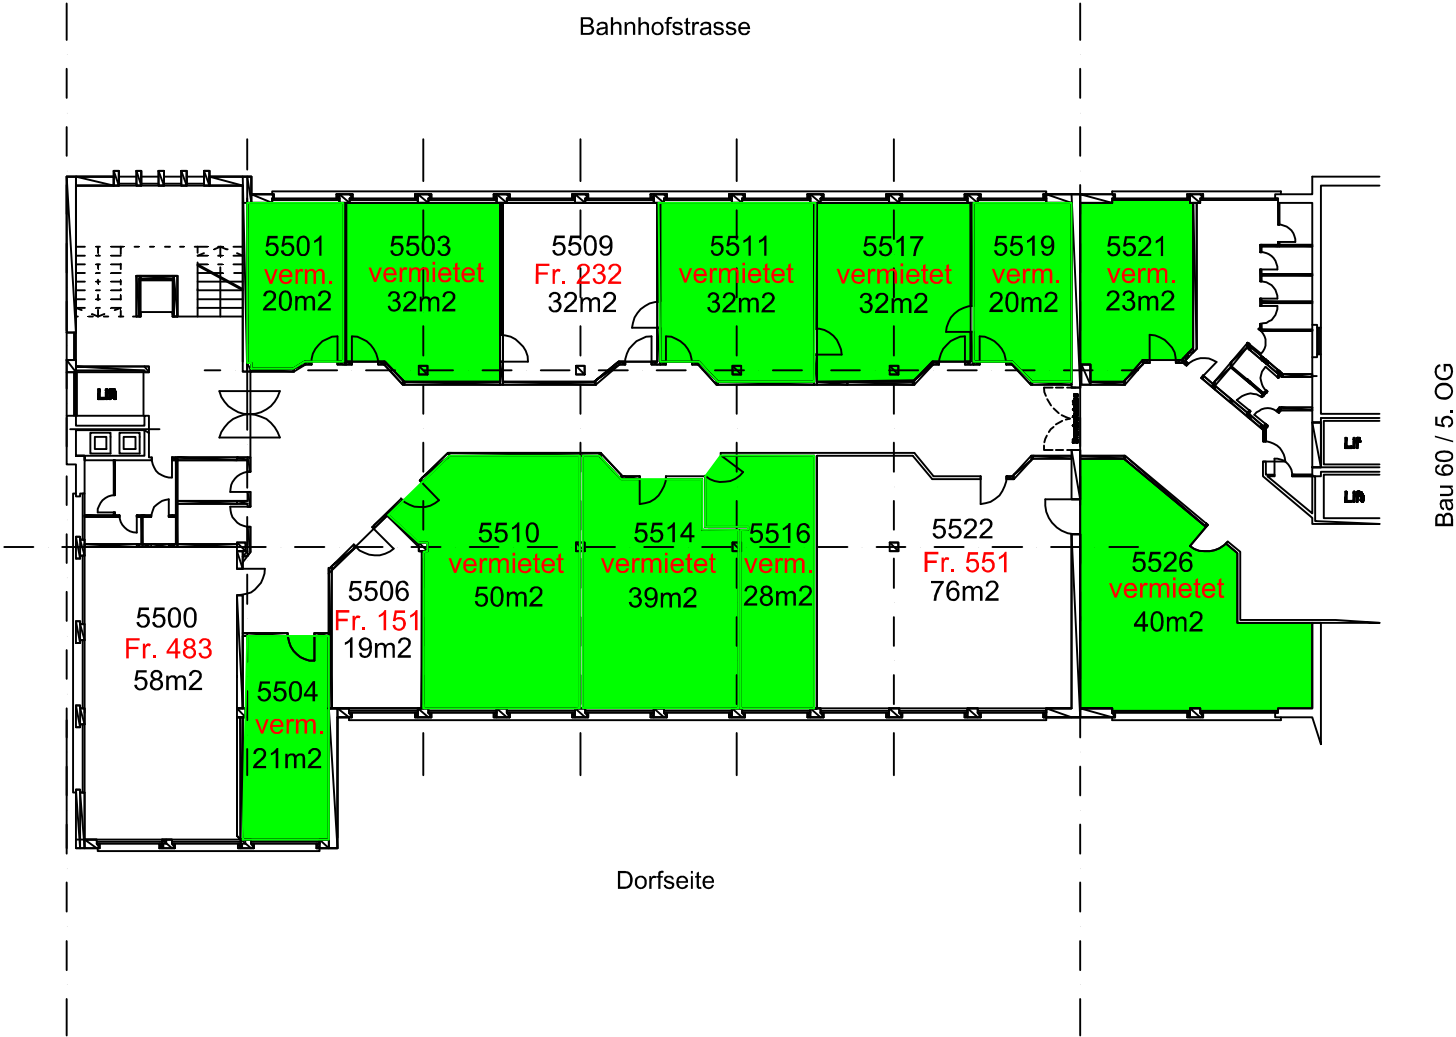 Bahnhofstrasse
5501
verm.
20m2
5503
vermietet
32m2
5509
Fr. 232
32m2
5511
vermietet
32m2
5517
vermietet
32m2
5519
verm.
20m2
5521
verm.
23m2
Lift
Lift
Lift
Bau 60 / 5. OG
5500
Fr. 483
58m2
5504
verm.
21m2
5506
Fr. 151
19m2
5510
vermietet
50m2
5514
vermietet
39m2
5516
verm.
28m2
5522
Fr. 551
76m2
5526
vermietet
40m2
Dorfseite